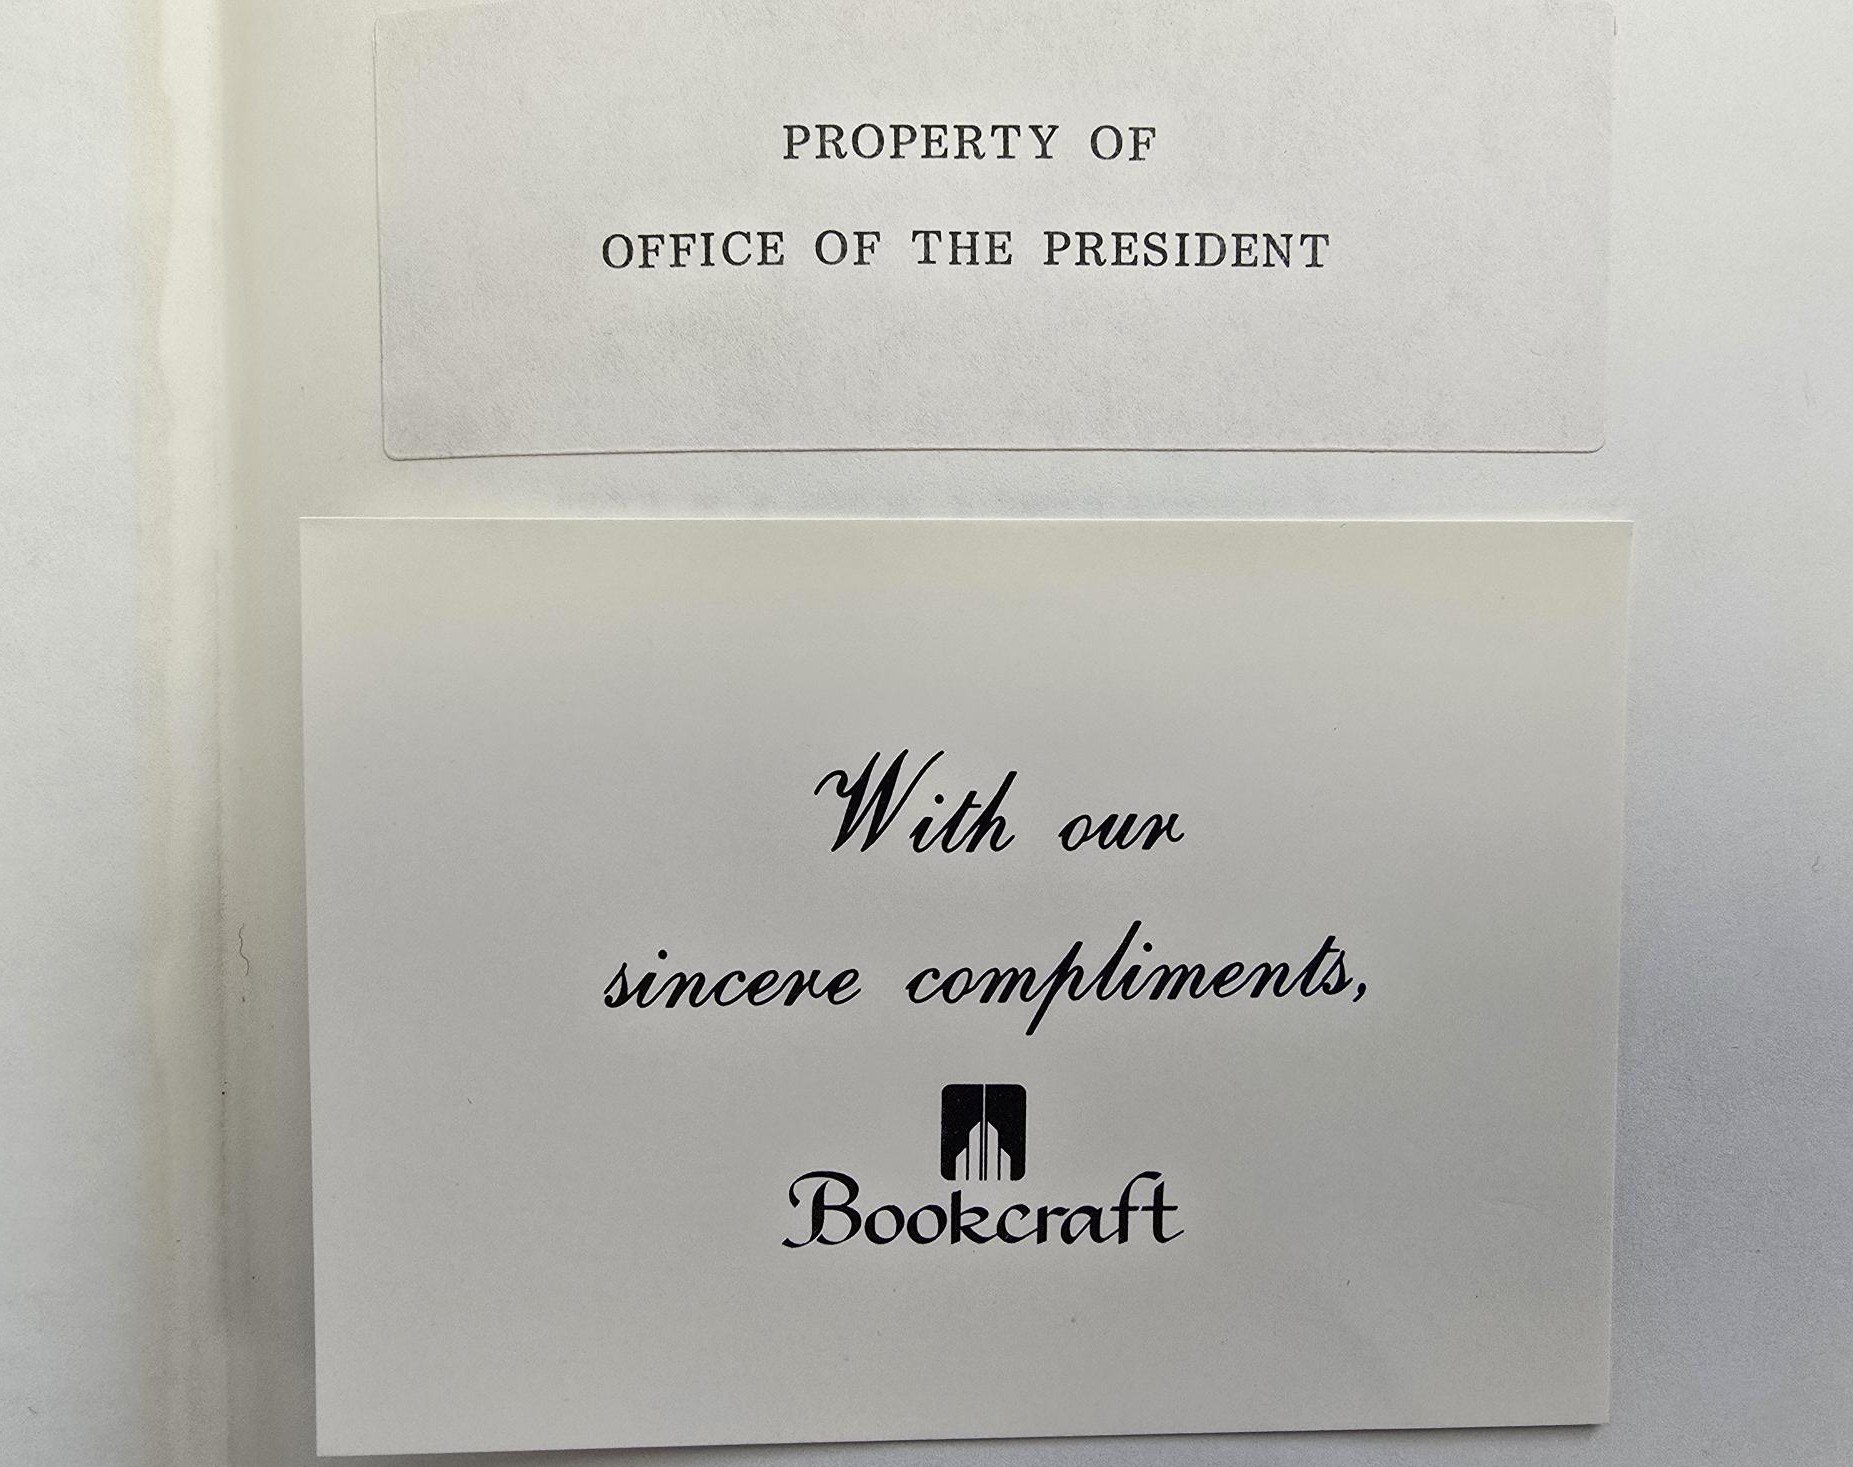 PROPERTY OF
OFFICE OF THE PRESIDENT
With our
sincere compliments,
Bookcraft